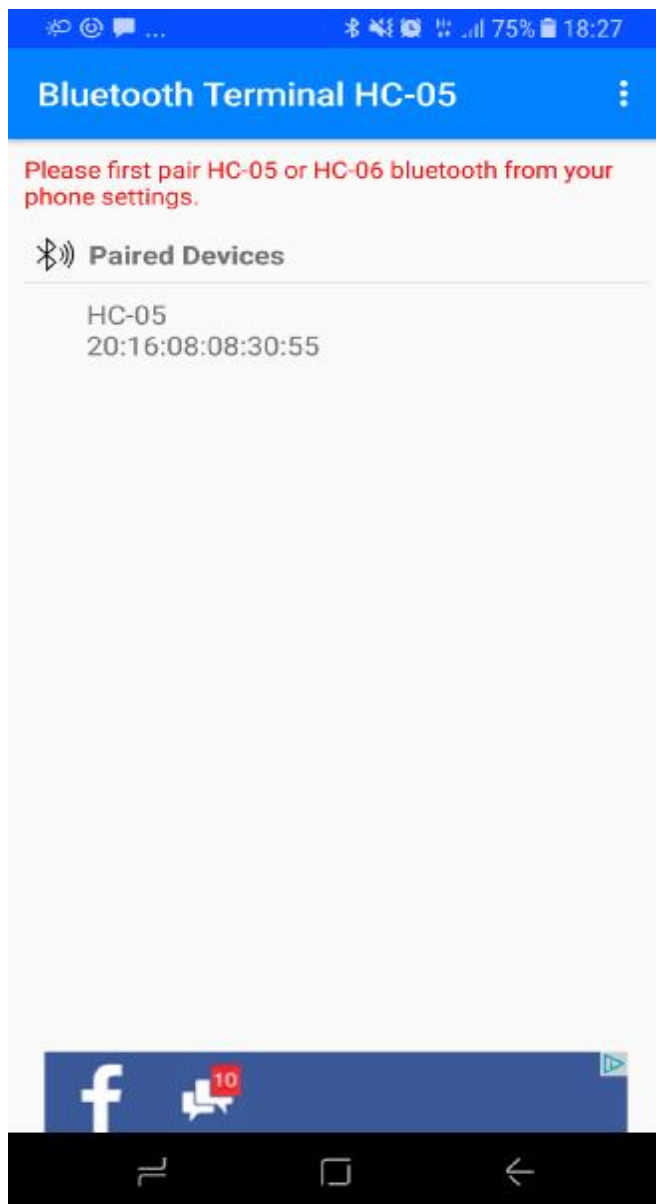 ... 75% 18:27
Bluetooth Terminal HC-05
Please first pair HC-05 or HC-06 bluetooth from your
phone settings.
Paired Devices
HC-05
20:16:08:08:30:55
f 10